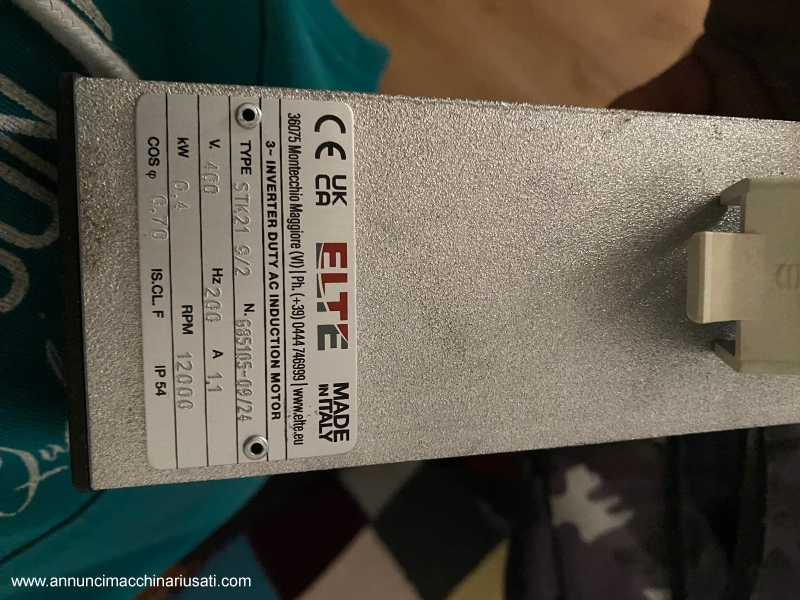 CE UK CA ELTE MADE IN ITALY
36075 Montecchio Maggiore (VI) | Ph. (+39) 0444 746999 | www.elte.eu
3~ INVERTER DUTY AC INDUCTION MOTOR
TYPE STK21 9/2 N. 685105-09/24
V. 400 Hz 200 A 1,1
kW 0,4 RPM 12000
COS φ 0.70 IS.CL. F IP 54
www.annuncimacchinariusati.com